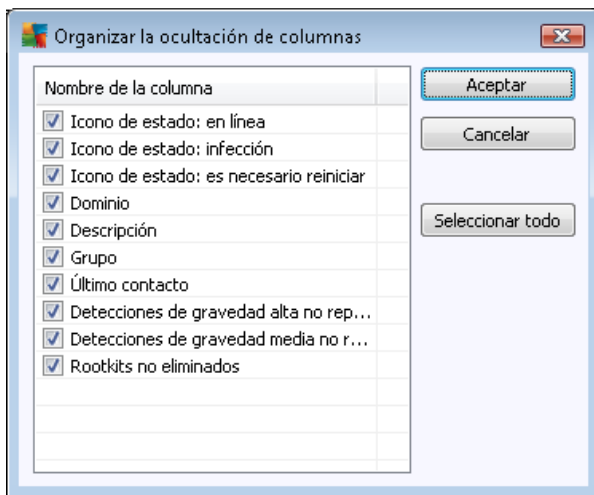 Organizar la ocultación de columnas
Nombre de la columna
Icono de estado: en línea
Icono de estado: infección
Icono de estado: es necesario reiniciar
Dominio
Descripción
Grupo
Último contacto
Detecciones de gravedad alta no rep...
Detecciones de gravedad media no r...
Rootkits no eliminados
Aceptar
Cancelar
Seleccionar todo